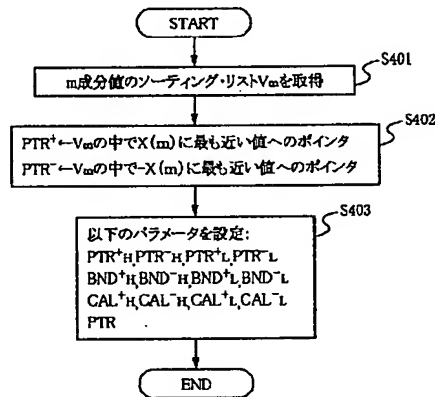 START
S401
m成分値のソーティング・リストVmを取得
S402
PTR⁺←Vmの中でX(m)に最も近い値へのポインタ
PTR⁻←Vmの中で-X(m)に最も近い値へのポインタ
S403
以下のパラメータを設定:
PTR⁺H,PTR⁻H,PTR⁺L,PTR⁻L
BND⁺H,BND⁻H,BND⁺L,BND⁻L
CAL⁺H,CAL⁻H,CAL⁺L,CAL⁻L
PTR
END